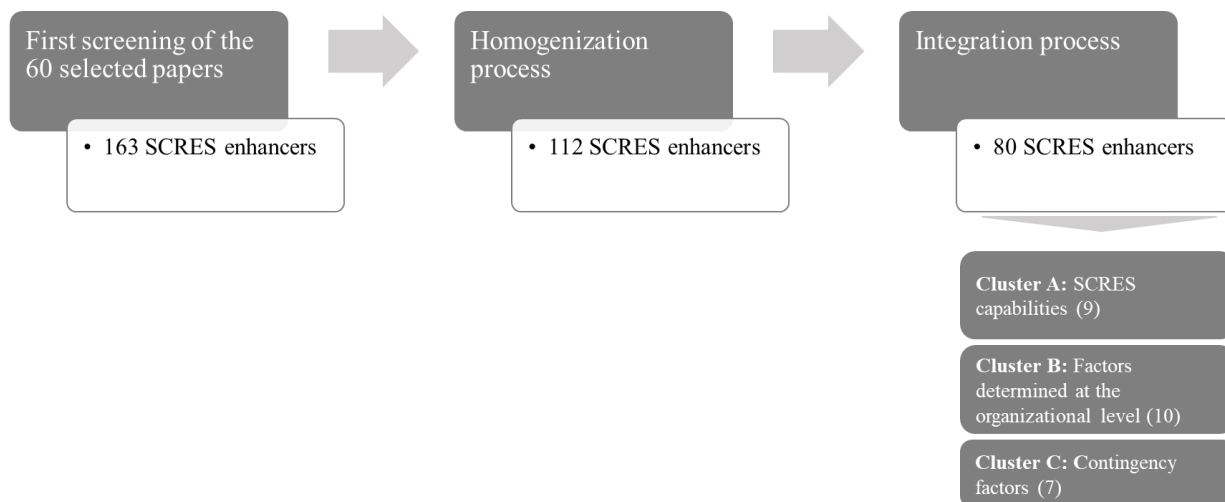 First screening of the
60 selected papers
• 163 SCRES enhancers
Homogenization
process
• 112 SCRES enhancers
Integration process
• 80 SCRES enhancers
Cluster A: SCRES
capabilities (9)
Cluster B: Factors
determined at the
organizational level (10)
Cluster C: Contingency
factors (7)